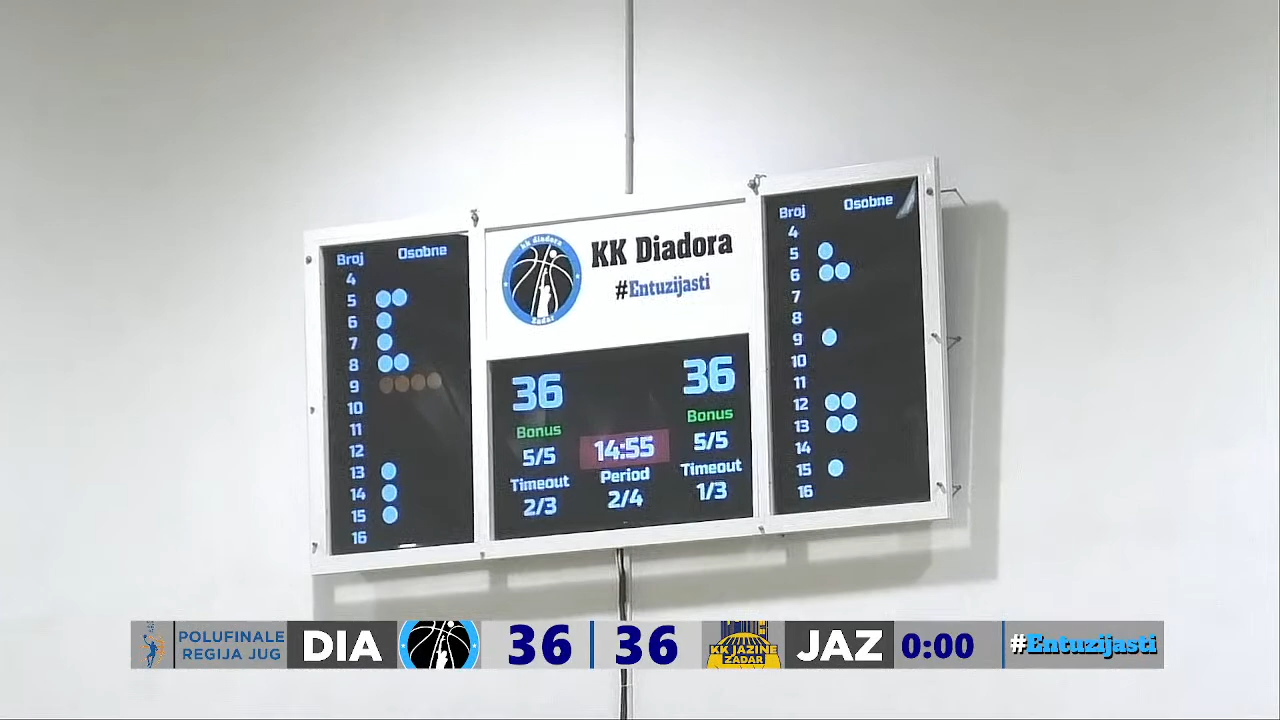 Broj Osobne
4
5
6
7
8
9
10
11
12
13
14
15
16
kk diadora
zadar
KK Diadora
#Entuzijasti
36 36
Bonus Bonus
5/5 14:55 5/5
Timeout Period Timeout
2/3 2/4 1/3
Broj Osobne
4
5
6
7
8
9
10
11
12
13
14
15
16
POLUFINALE
REGIJA JUG
DIA
36 36
KK JAZINE
ZADAR
JAZ
0:00
#Entuzijasti